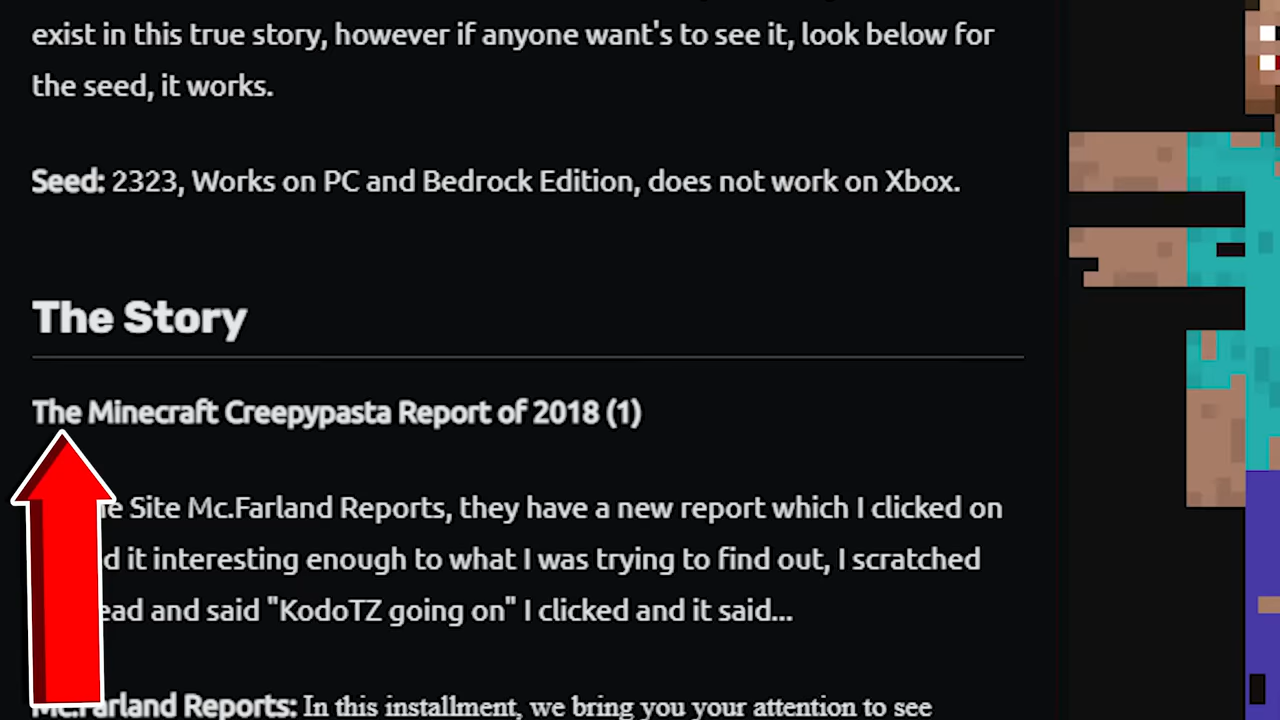 exist in this true story, however if anyone want's to see it, look below for
the seed, it works.
Seed: 2323, Works on PC and Bedrock Edition, does not work on Xbox.
The Story
The Minecraft Creepypasta Report of 2018 (1)
Site Mc.Farland Reports, they have a new report which I clicked on
it interesting enough to what I was trying to find out, I scratched
and said "KodoTZ going on" I clicked and it said...
Mc.Farland Reports: In this installment, we bring you your attention to see